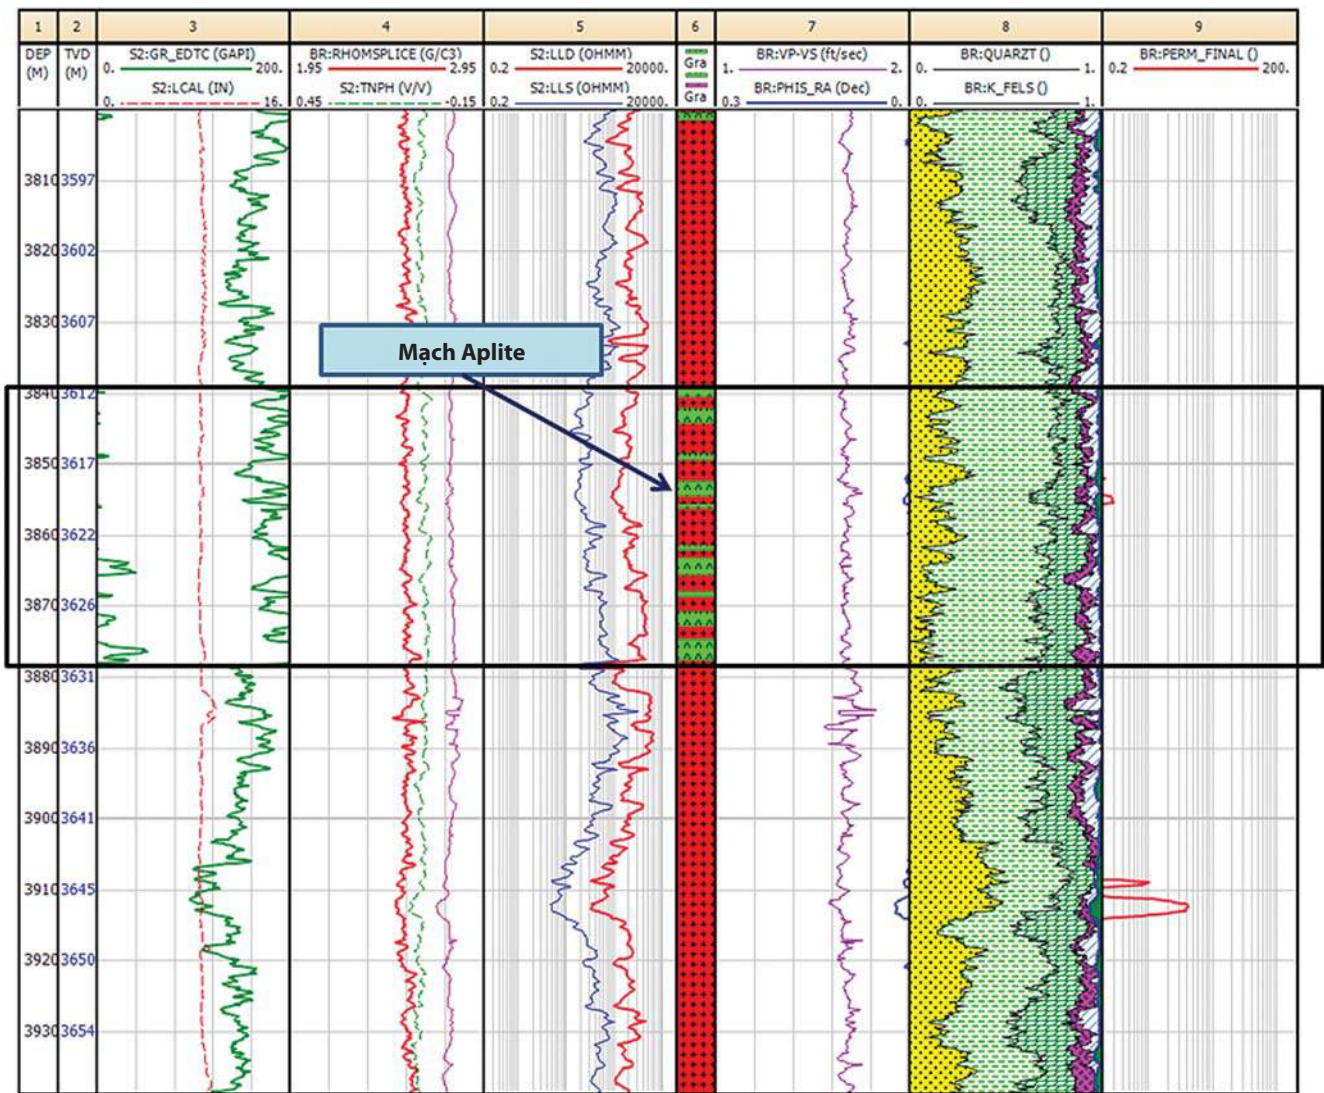 1 2 3 4 5 6 7 8 9
DEP (M)
TVD (M)
S2:GR_EDTC (GAPI)
0. 200.
S2:LCAL (IN)
0. 16.
BR:RHOMSPLICE (G/C3)
1.95 2.95
S2:TNPH (V/V)
0.45 -0.15
S2:LLD (OHMM)
0.2 20000.
S2:LLS (OHMM)
0.2 20000.
Gra
Gra
BR:VP-VS (ft/sec)
1. 2.
BR:PHIS_RA (Dec)
0.3 0.
BR:QUARZT ()
0. 1.
BR:K_FELS ()
0. 1.
BR:PERM_FINAL ()
0.2 200.
3810 3597
3820 3602
3830 3607
Mạch Aplite
3840 3612
3850 3617
3860 3622
3870 3626
3880 3631
3890 3636
3900 3641
3910 3645
3920 3650
3930 3654